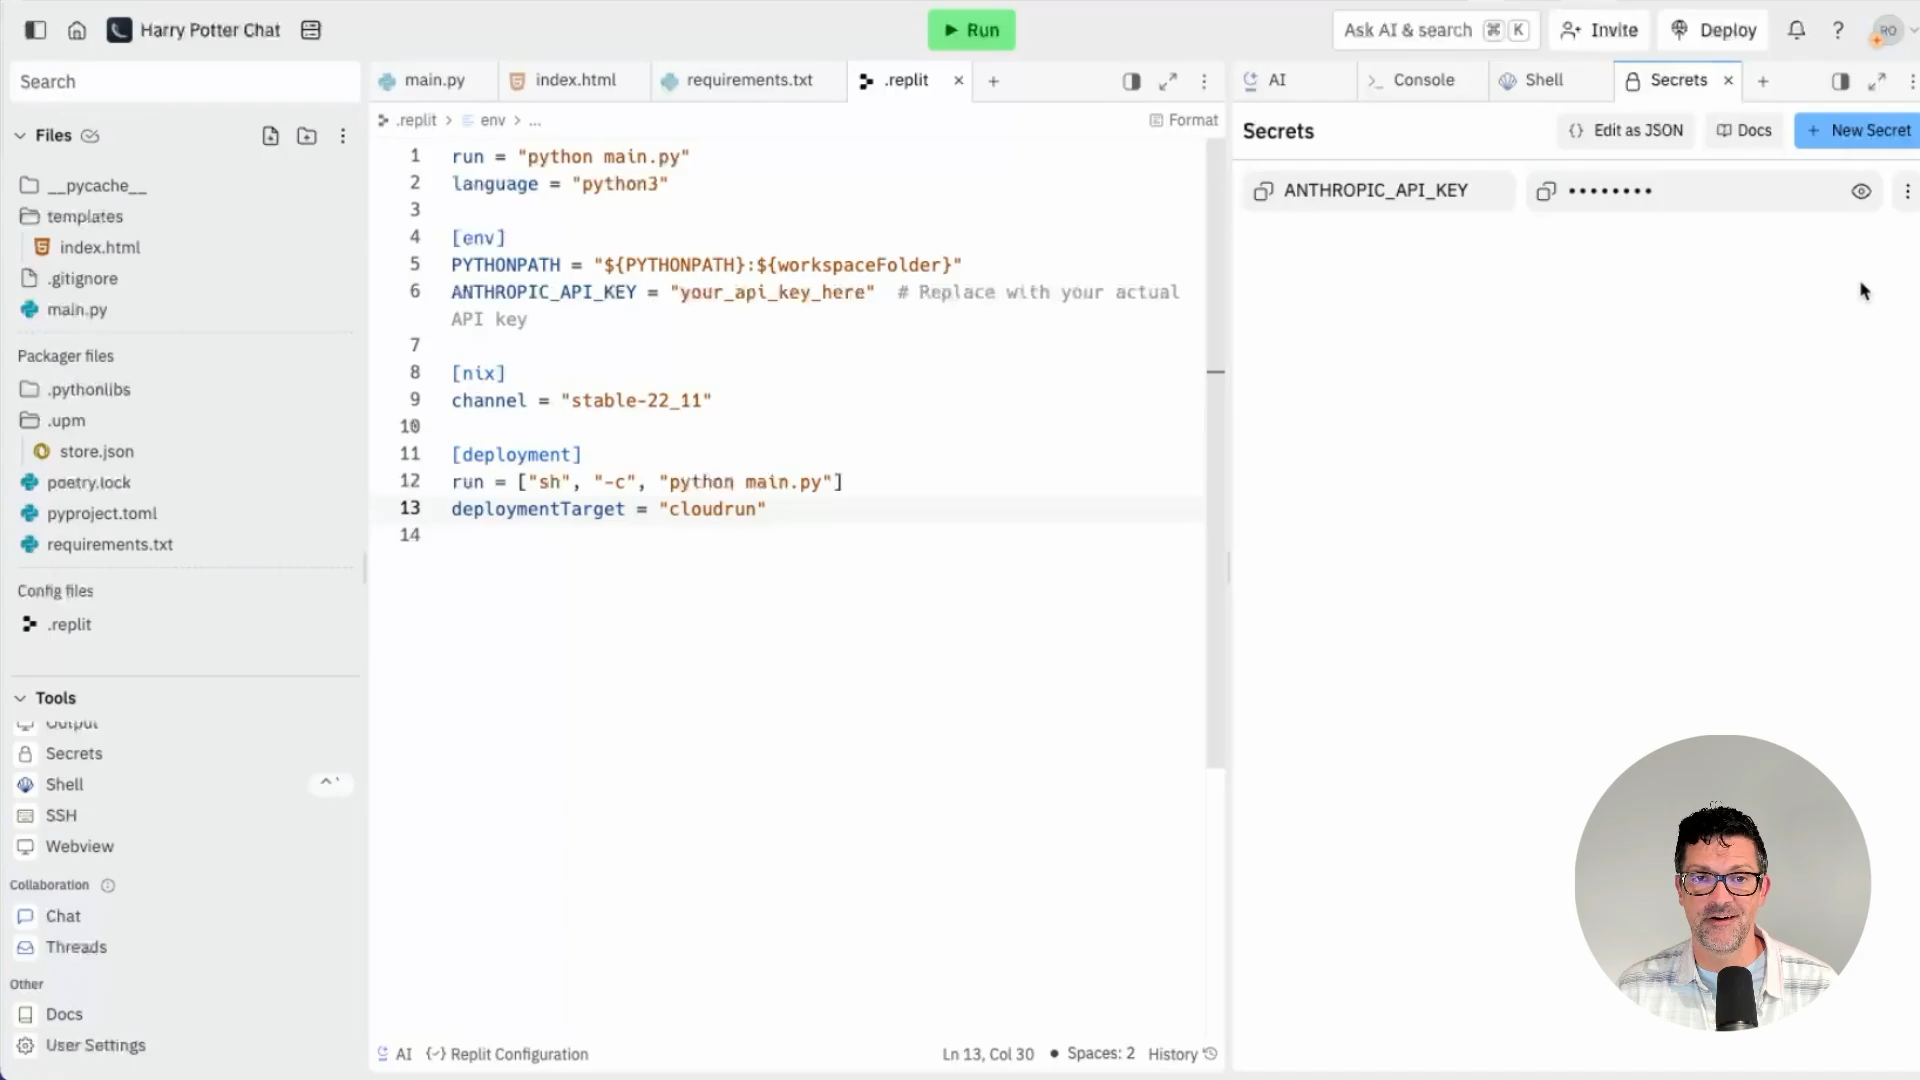 Harry Potter Chat
Run
Ask AI & search ⌘ K
Invite
Deploy
?
RO
Search
Files
__pycache__
templates
index.html
.gitignore
main.py
Packager files
.pythonlibs
.upm
store.json
poetry.lock
pyproject.toml
requirements.txt
Config files
.replit
Tools
Output
Secrets
Shell
^ `
SSH
Webview
Collaboration
Chat
Threads
Other
Docs
User Settings
main.py
index.html
requirements.txt
.replit ×
+
.replit > env > ...
Format
1 run = "python main.py"
2 language = "python3"
3
4 [env]
5 PYTHONPATH = "${PYTHONPATH}:${workspaceFolder}"
6 ANTHROPIC_API_KEY = "your_api_key_here"  # Replace with your actual
API key
7
8 [nix]
9 channel = "stable-22_11"
10
11 [deployment]
12 run = ["sh", "-c", "python main.py"]
13 deploymentTarget = "cloudrun"
14
AI
{✓} Replit Configuration
Ln 13, Col 30
Spaces: 2
History
AI
>_ Console
Shell
Secrets ×
+
Secrets
{} Edit as JSON
Docs
+ New Secret
ANTHROPIC_API_KEY
••••••••